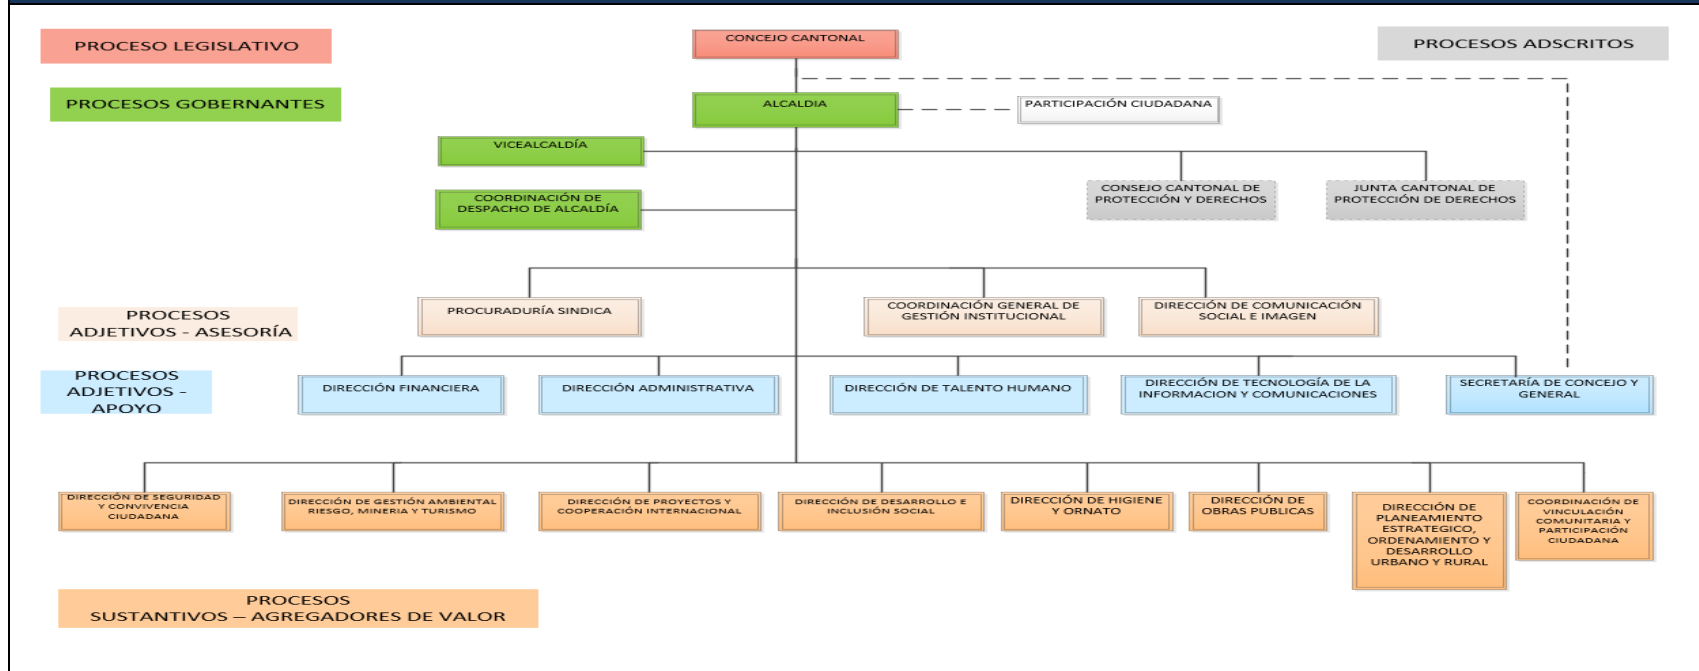 PROCESO LEGISLATIVO
CONCEJO CANTONAL
PROCESOS ADSCRITOS
PROCESOS GOBERNANTES
ALCALDIA
PARTICIPACIÓN CIUDADANA
VICEALCALDÍA
COORDINACIÓN DE
DESPACHO DE ALCALDÍA
CONSEJO CANTONAL DE
PROTECCIÓN Y DERECHOS
JUNTA CANTONAL DE
PROTECCIÓN DE DERECHOS
PROCESOS
ADJETIVOS - ASESORÍA
PROCURADURÍA SINDICA
COORDINACIÓN GENERAL DE
GESTIÓN INSTITUCIONAL
DIRECCIÓN DE COMUNICACIÓN
SOCIAL E IMAGEN
PROCESOS
ADJETIVOS -
APOYO
DIRECCIÓN FINANCIERA
DIRECCIÓN ADMINISTRATIVA
DIRECCIÓN DE TALENTO HUMANO
DIRECCIÓN DE TECNOLOGÍA DE LA
INFORMACION Y COMUNICACIONES
SECRETARÍA DE CONCEJO Y
GENERAL
DIRECCIÓN DE SEGURIDAD
Y CONVIVENCIA
CIUDADANA
DIRECCIÓN DE GESTIÓN AMBIENTAL
RIESGO, MINERIA Y TURISMO
DIRECCIÓN DE PROYECTOS Y
COOPERACIÓN INTERNACIONAL
DIRECCIÓN DE DESARROLLO E
INCLUSIÓN SOCIAL
DIRECCIÓN DE HIGIENE
Y ORNATO
DIRECCIÓN DE
OBRAS PUBLICAS
DIRECCIÓN DE
PLANEAMIENTO
ESTRATEGICO,
ORDENAMIENTO Y
DESARROLLO
URBANO Y RURAL
COORDINACIÓN DE
VINCULACIÓN
COMUNITARIA Y
PARTICIPACIÓN
CIUDADANA
PROCESOS
SUSTANTIVOS – AGREGADORES DE VALOR